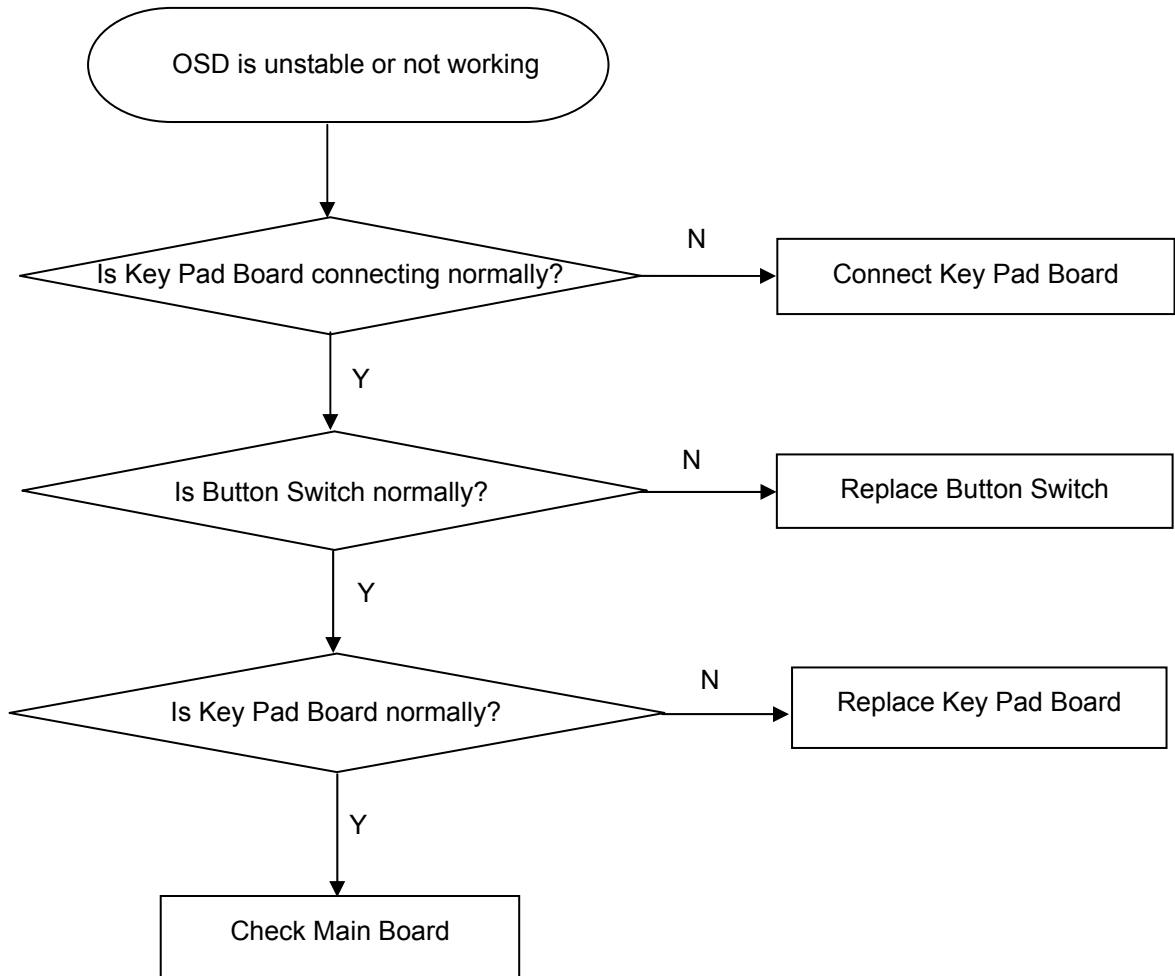 OSD is unstable or not working
Is Key Pad Board connecting normally?
N
Connect Key Pad Board
Y
Is Button Switch normally?
N
Replace Button Switch
Y
Is Key Pad Board normally?
N
Replace Key Pad Board
Y
Check Main Board